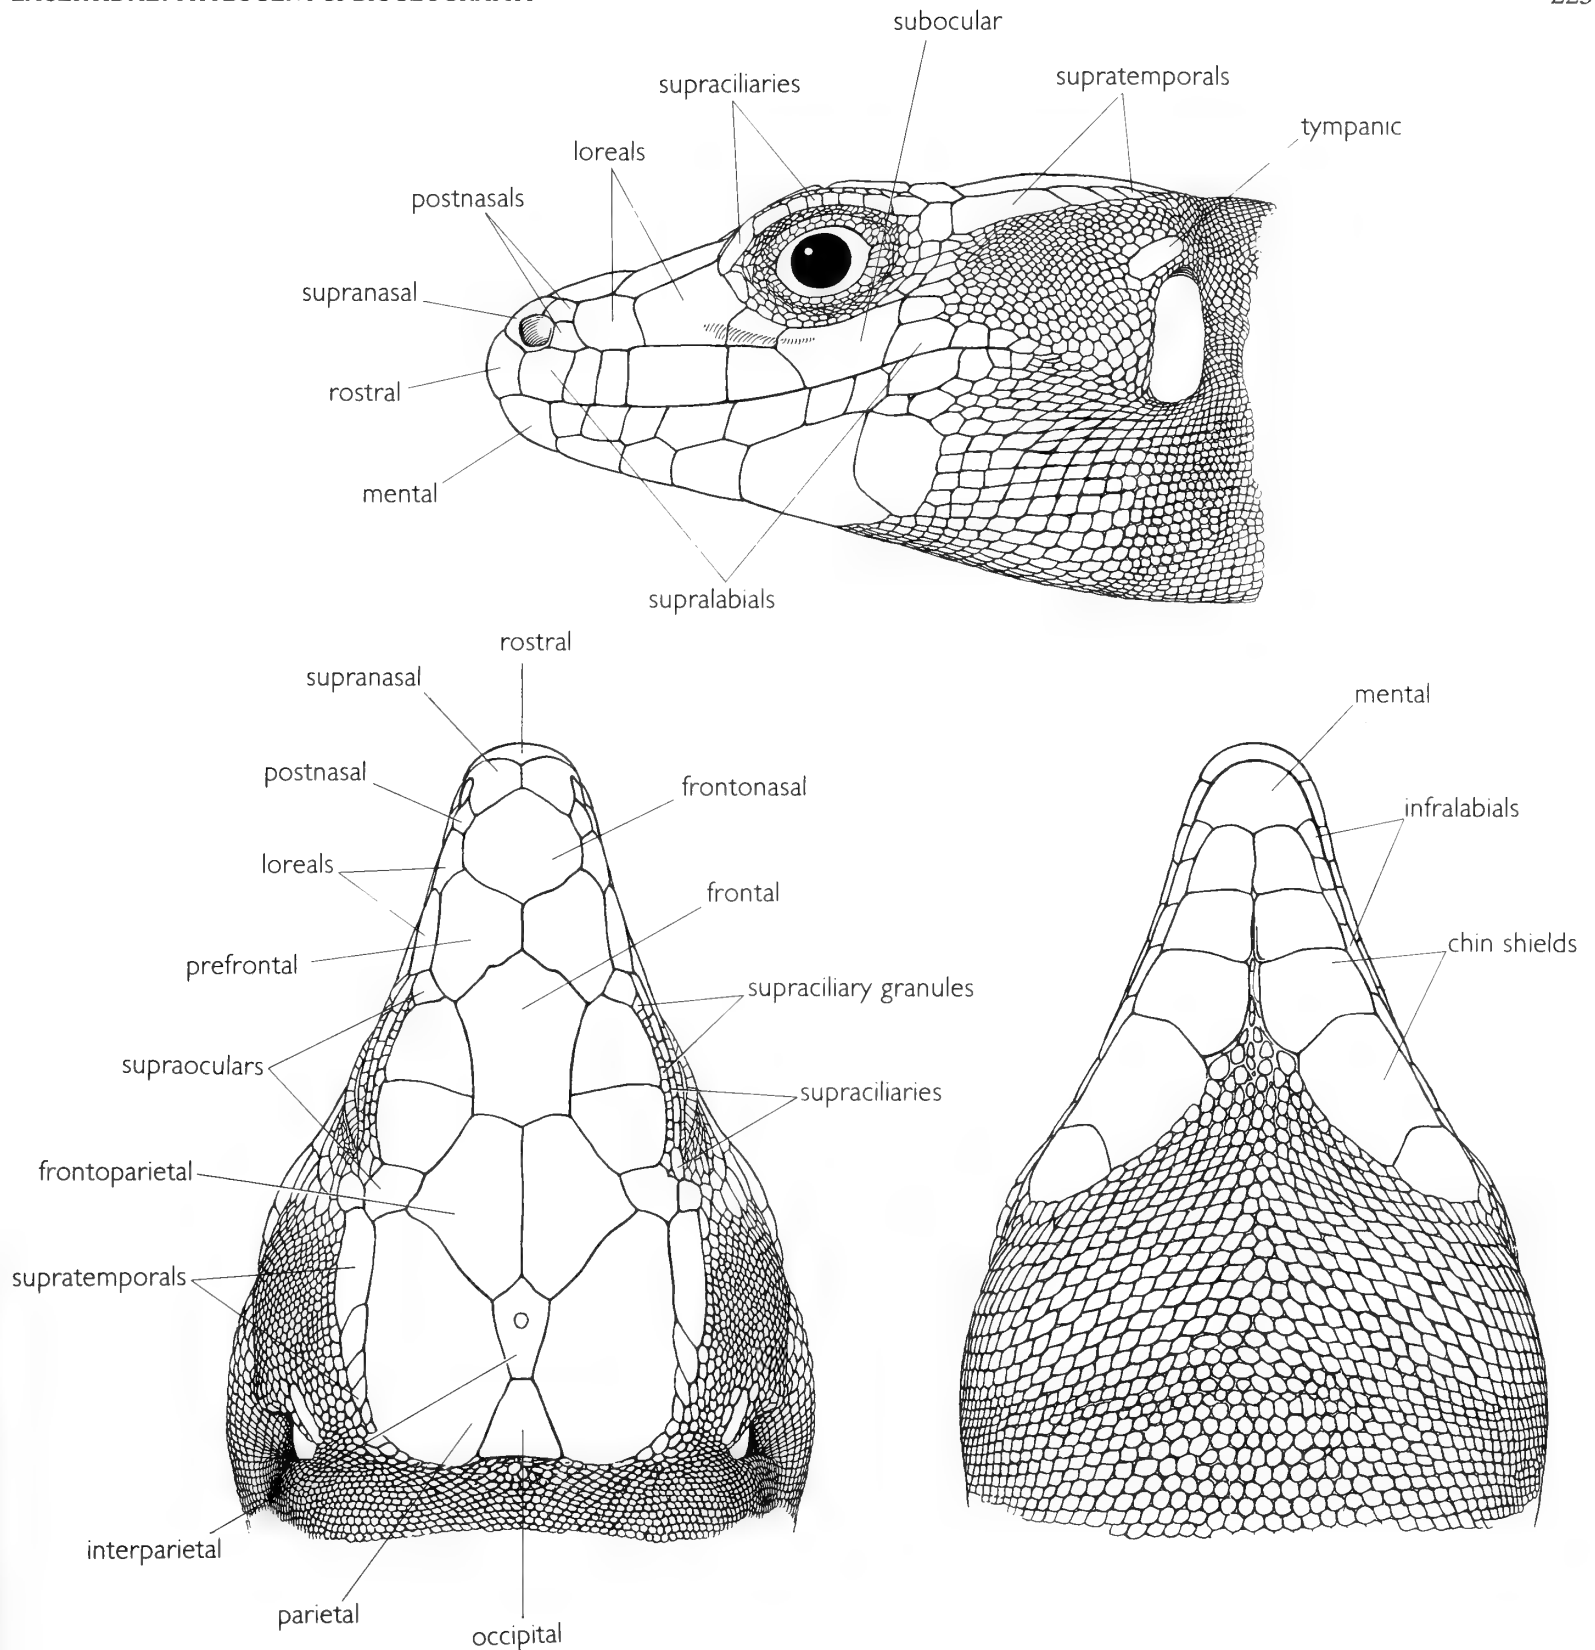 subocular
supraciliaries
supratemporals
tympanic
loreals
postnasals
supranasal
rostral
mental
supralabials
rostral
supranasal
mental
postnasal
frontonasal
infralabials
loreals
frontal
chin shields
prefrontal
supraciliary granules
supraoculars
supraciliaries
frontoparietal
supratemporals
interparietal
parietal
occipital